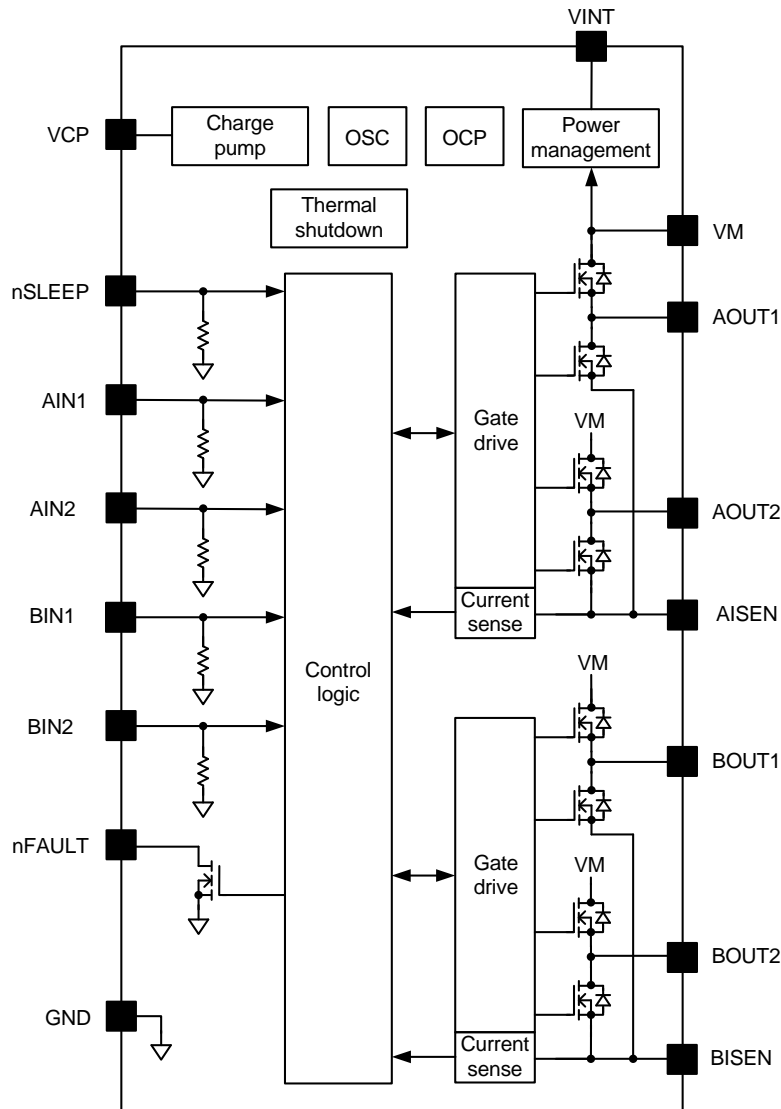 VINT
VCP
Charge
pump
OSC
OCP
Power
management
Thermal
shutdown
VM
nSLEEP
AOUT1
AIN1
Gate
drive
VM
AIN2
AOUT2
BIN1
Current
sense
AISEN
Control
logic
VM
BIN2
BOUT1
nFAULT
Gate
drive
VM
BOUT2
GND
Current
sense
BISEN